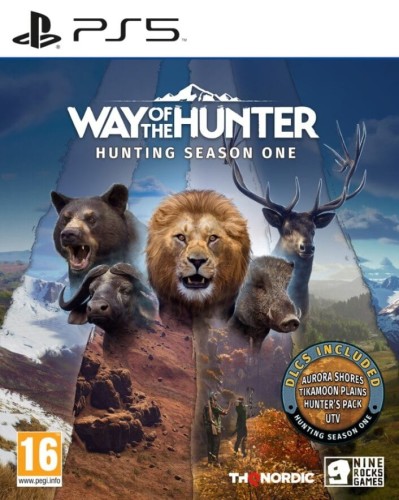 PS5
WAY OF THE HUNTER
HUNTING SEASON ONE
DLCS INCLUDED
AURORA SHORES
TIKAMOON PLAINS
HUNTER'S PACK
UTV
HUNTING SEASON ONE
16
www.pegi.info
THQ NORDIC
NINE
ROCKS
GAMES